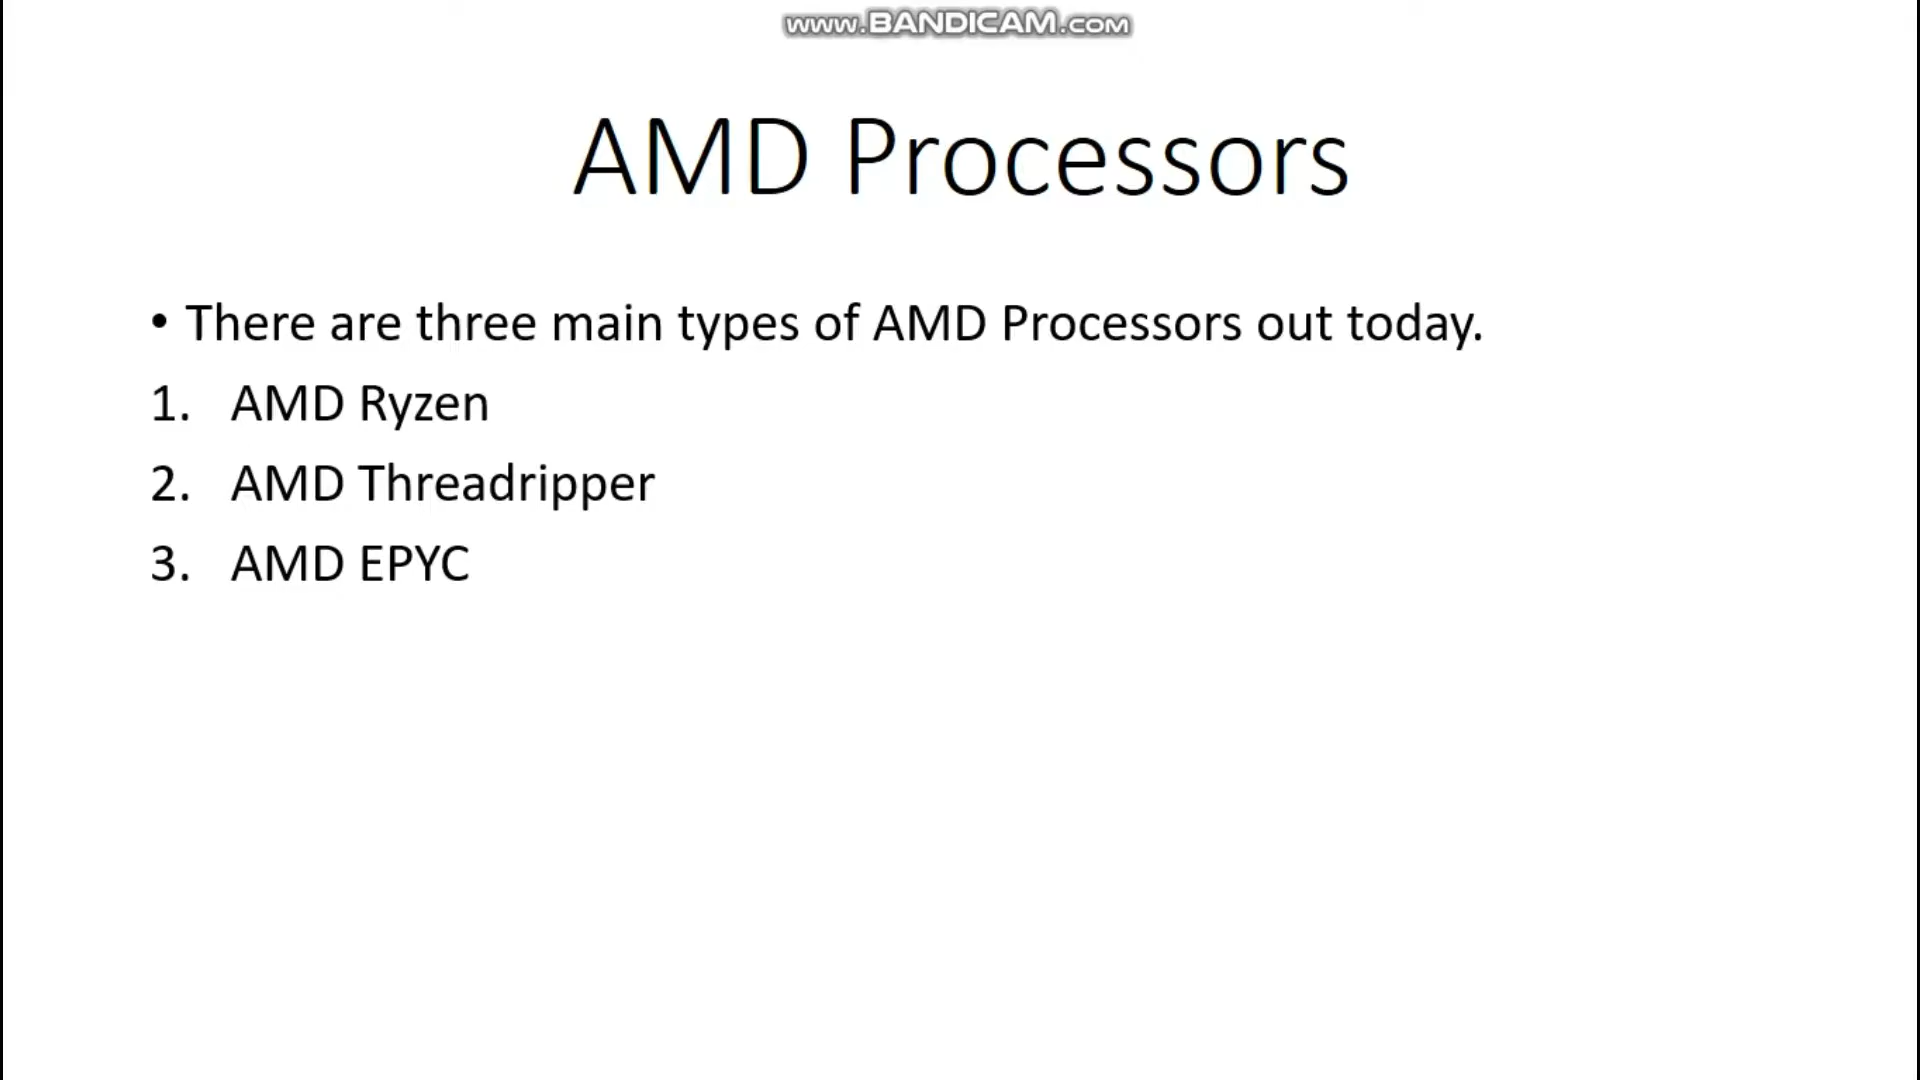 www.BANDICAM.com
AMD Processors
• There are three main types of AMD Processors out today.
1. AMD Ryzen
2. AMD Threadripper
3. AMD EPYC